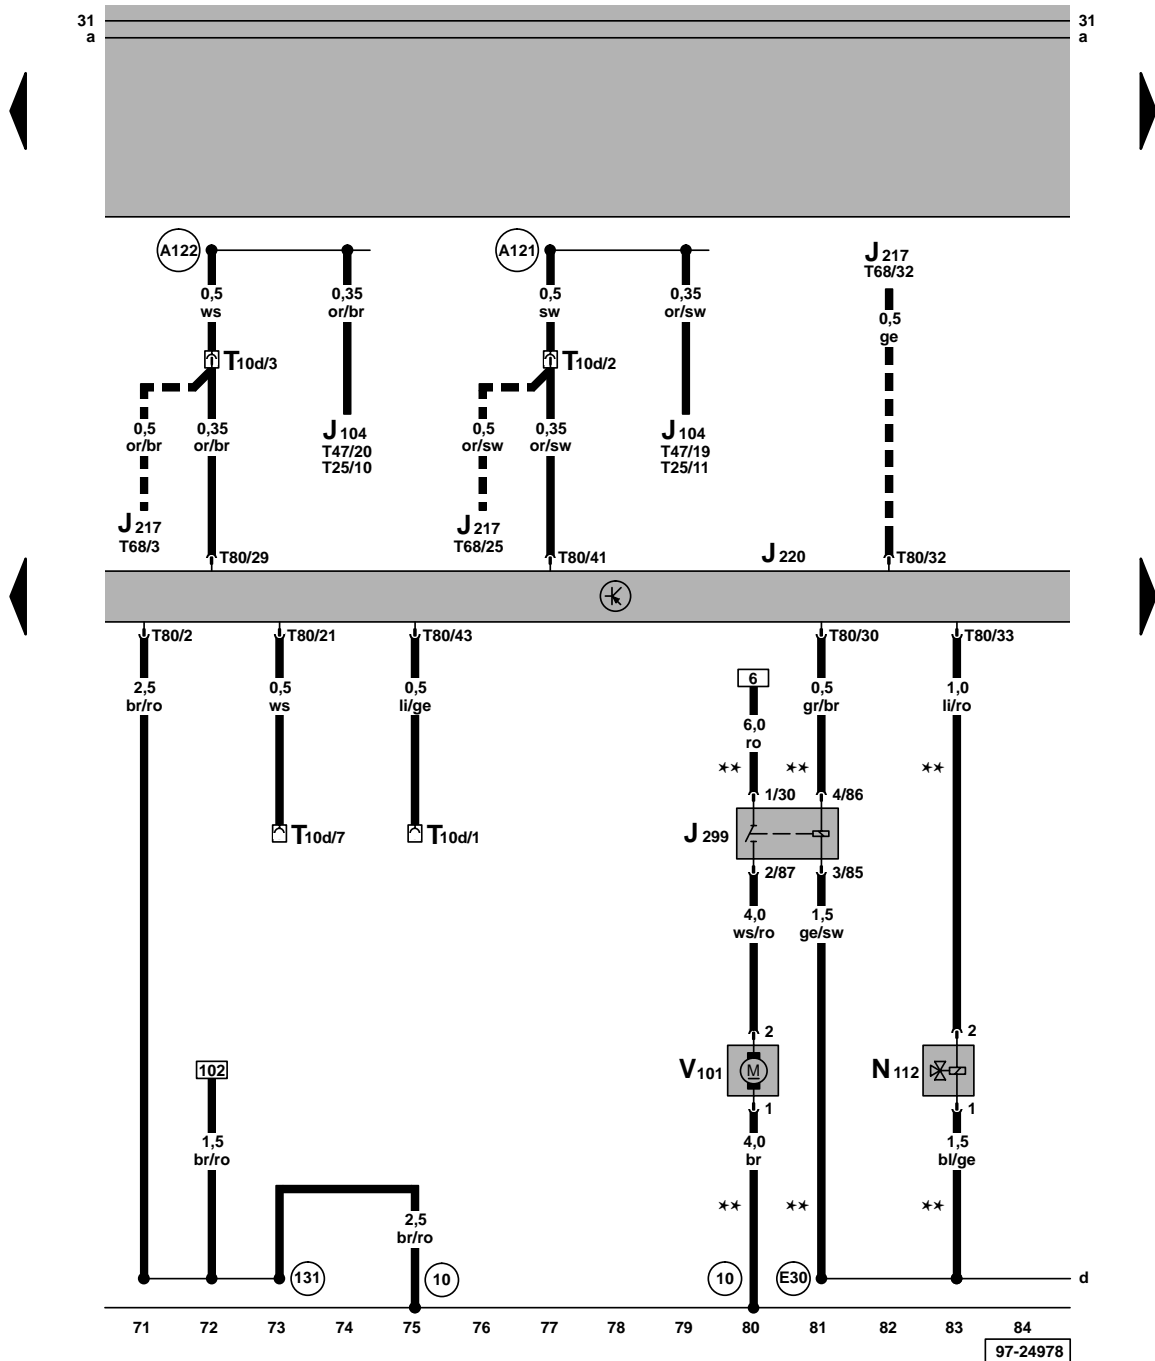 31 31
a a
A122 A121
J 217
T68/32
0,5 0,35 0,5 0,35
ws or/br sw or/sw
0,5
ge
T10d/3 T10d/2
0,5 0,35 0,5 0,35
or/br or/br or/sw or/sw
J 104 J 104
T47/20 T47/19
T25/10 T25/11
J 217 J 217
T68/3 T68/25
T80/29 T80/41 J 220 T80/32
T80/2 T80/21 T80/43 T80/30 T80/33
6
2,5 0,5 0,5 0,5 1,0
br/ro ws li/ge gr/br li/ro
6,0
ro
** ** **
1/30 4/86
T10d/7 T10d/1 J 299
2/87 3/85
4,0 1,5
ws/ro ge/sw
2 2
102 V101 M N 112
1 1
1,5 4,0 1,5
br/ro br bl/ge
** ** **
2,5
br/ro
131 10 10 E30 d
71 72 73 74 75 76 77 78 79 80 81 82 83 84
97-24978